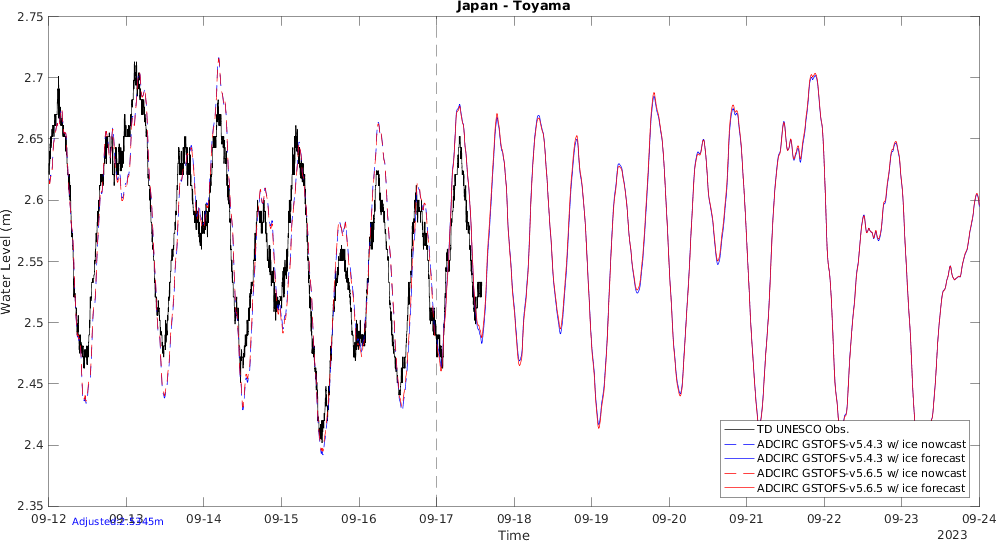 Japan - Toyama
2.75
2.7
2.65
2.6
2.55
2.5
2.45
2.4
2.35
Water Level (m)
TD UNESCO Obs.
ADCIRC GSTOFS-v5.4.3 w/ ice nowcast
ADCIRC GSTOFS-v5.4.3 w/ ice forecast
ADCIRC GSTOFS-v5.6.5 w/ ice nowcast
ADCIRC GSTOFS-v5.6.5 w/ ice forecast
09-12 09-13 09-14 09-15 09-16 09-17 09-18 09-19 09-20 09-21 09-22 09-23 09-24
Adjusted:2.5345m
Time
2023